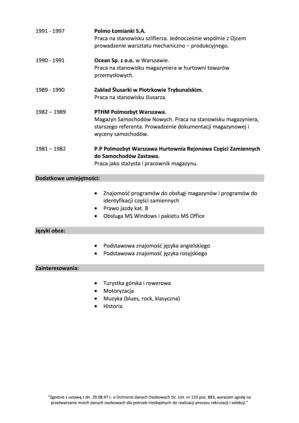 1991 - 1997 Polmo Łomianki S.A.
Praca na stanowisku szlifierza. Jednocześnie wspólnie z Ojcem
prowadzenie warsztatu mechaniczno – produkcyjnego.
1990 - 1991 Ocean Sp. z o.o. w Warszawie.
Praca na stanowisku magazyniera w hurtowni towarów
przemysłowych.
1989 - 1990 Zakład Ślusarki w Piotrkowie Trybunalskim.
Praca na stanowisku ślusarza.
1982 – 1989 PTHM Polmozbyt Warszawa.
Magazyn Samochodów Nowych. Praca na stanowisku magazyniera,
starszego referenta. Prowadzenie dokumentacji magazynowej i
wyceny samochodów.
1981 – 1982 P.P Polmozbyt Warszawa Hurtownia Rejonowa Części Zamiennych
do Samochodów Zastawa.
Praca jako stażysta i pracownik magazynu.
Dodatkowe umiejętności:
• Znajomość programów do obsługi magazynów i programów do
identyfikacji części zamiennych
• Prawo jazdy kat. B
• Obsługa MS Windows i pakietu MS Office
Języki obce:
• Podstawowa znajomość języka angielskiego
• Podstawowa znajomość języka rosyjskiego
Zainteresowania:
• Turystka górska i rowerowa
• Motoryzacja
• Muzyka (blues, rock, klasyczna)
• Historia
"Zgodnie z ustawą z dn. 29.08.97 r. o Ochronie danych Osobowych Dz. Ust. nr 133 poz. 883, wyrażam zgodę na
przetwarzanie moich danych osobowych dla potrzeb niezbędnych do realizacji procesu rekrutacji i selekcji."